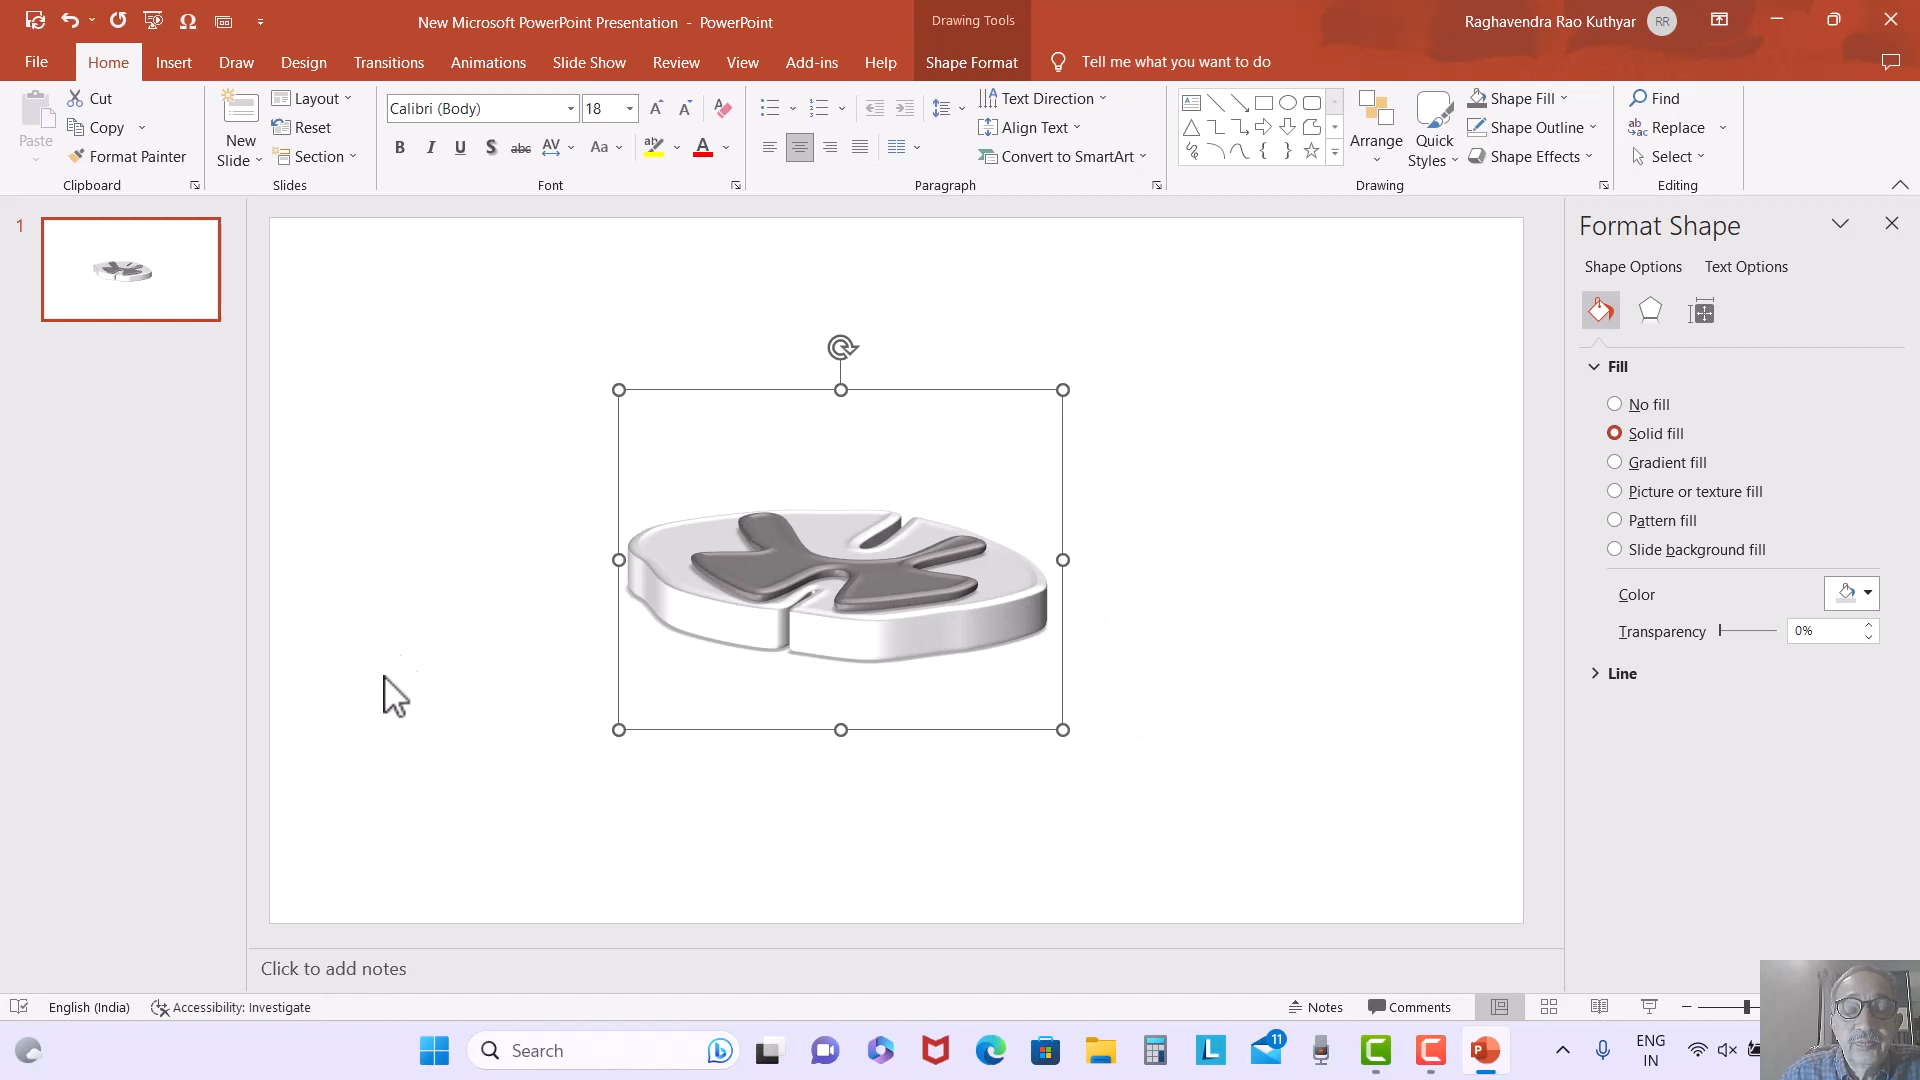 New Microsoft PowerPoint Presentation - PowerPoint
Drawing Tools
Raghavendra Rao Kuthyar RR
File Home Insert Draw Design Transitions Animations Slide Show Review View Add-ins Help Shape Format Tell me what you want to do
Paste
Cut
Copy
Format Painter
Clipboard
New Slide
Layout
Reset
Section
Slides
Calibri (Body) 18
B I U S abc AV Aa A
Font
Text Direction
Align Text
Convert to SmartArt
Paragraph
Arrange
Quick Styles
Shape Fill
Shape Outline
Shape Effects
Drawing
Find
Replace
Select
Editing
1
Format Shape
Shape Options Text Options
Fill
No fill
Solid fill
Gradient fill
Picture or texture fill
Pattern fill
Slide background fill
Color
Transparency 0%
Line
Click to add notes
English (India) Accessibility: Investigate Notes Comments
Search
11
ENG
IN